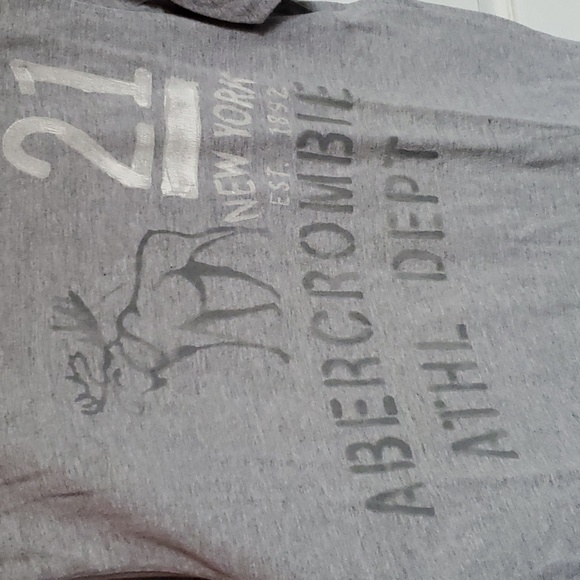 21
NEW YORK
EST. 1892
ABERCROMBIE
ATHL DEPT